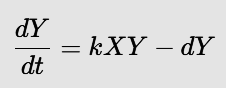 dY/dt = kXY − dY